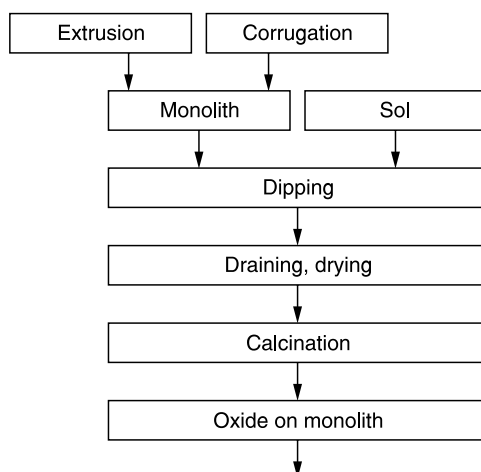 Extrusion
Corrugation
Monolith
Sol
Dipping
Draining, drying
Calcination
Oxide on monolith